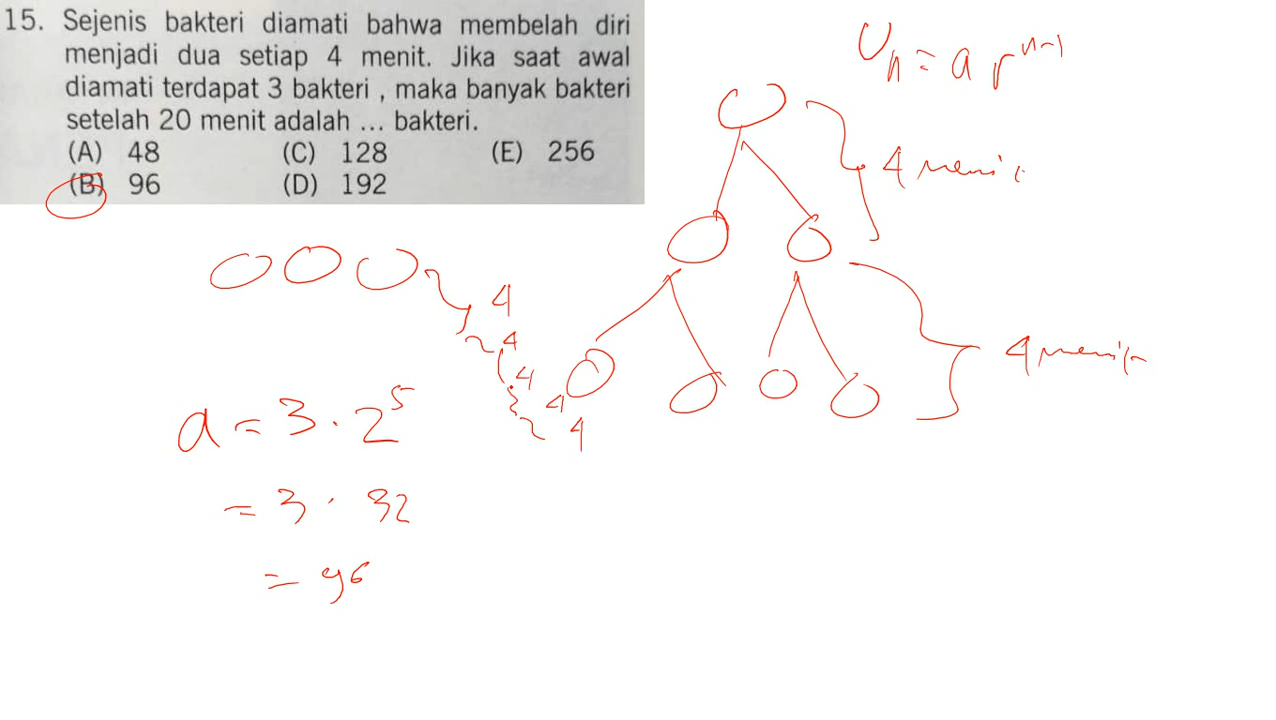 15. Sejenis bakteri diamati bahwa membelah diri
menjadi dua setiap 4 menit. Jika saat awal
diamati terdapat 3 bakteri , maka banyak bakteri
setelah 20 menit adalah ... bakteri.
(A) 48 (C) 128 (E) 256
(B) 96 (D) 192
Un = a r^n-1
4 menit
4 menit
4
4
4
4
4
a = 3 . 2^5
= 3 . 32
= 96